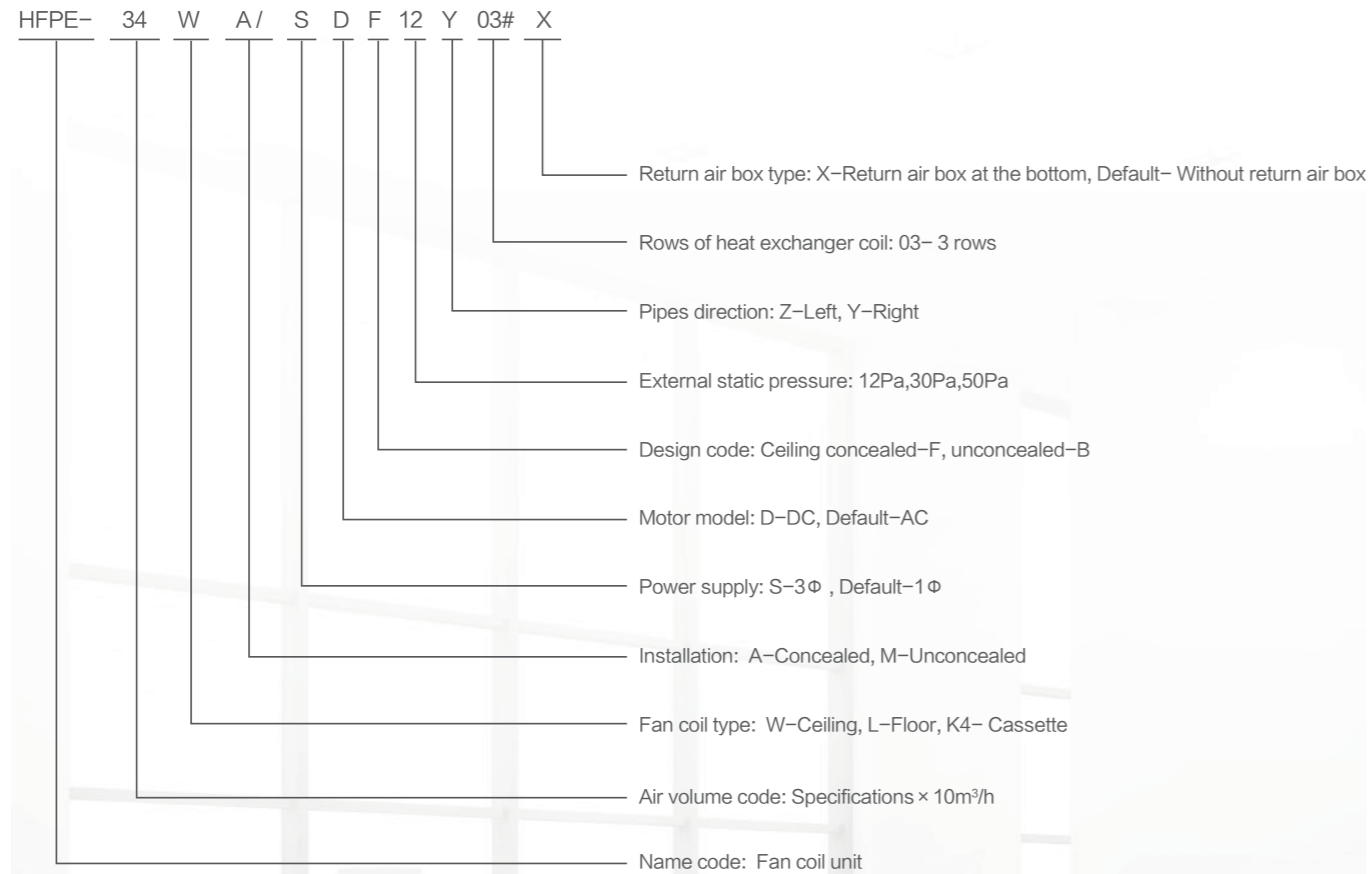 HFPE- 34 W A/ S D F 12 Y 03# X
Return air box type: X-Return air box at the bottom, Default- Without return air box
Rows of heat exchanger coil: 03- 3 rows
Pipes direction: Z-Left, Y-Right
External static pressure: 12Pa,30Pa,50Pa
Design code: Ceiling concealed-F, unconcealed-B
Motor model: D-DC, Default-AC
Power supply: S-3Φ , Default-1Φ
Installation: A-Concealed, M-Unconcealed
Fan coil type: W-Ceiling, L-Floor, K4- Cassette
Air volume code: Specifications × 10m³/h
Name code: Fan coil unit